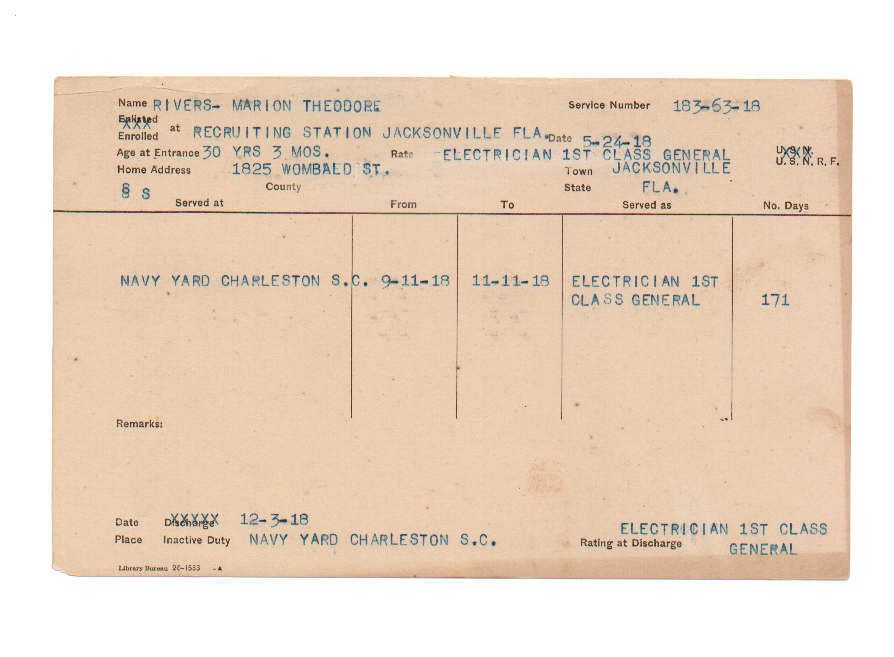 Name RIVERS- MARION THEODORE Service Number 183-63-18
Enlisted XXX
Enrolled at RECRUITING STATION JACKSONVILLE FLA. Date 5-24-18
Age at Entrance 30 YRS 3 MOS. Rate ELECTRICIAN 1ST CLASS GENERAL U.S.N. XXX
U.S.N.R.F.
Home Address 1825 WOMBALD ST. Town JACKSONVILLE
S S County State FLA.
Served at From To Served as No. Days
NAVY YARD CHARLESTON S.C. 9-11-18 11-11-18 ELECTRICIAN 1ST
CLASS GENERAL 171
Remarks:
Date Discharge XXXXX 12-3-18
ELECTRICIAN 1ST CLASS
Place Inactive Duty NAVY YARD CHARLESTON S.C. Rating at Discharge GENERAL
Library Bureau 26-1533 -▲